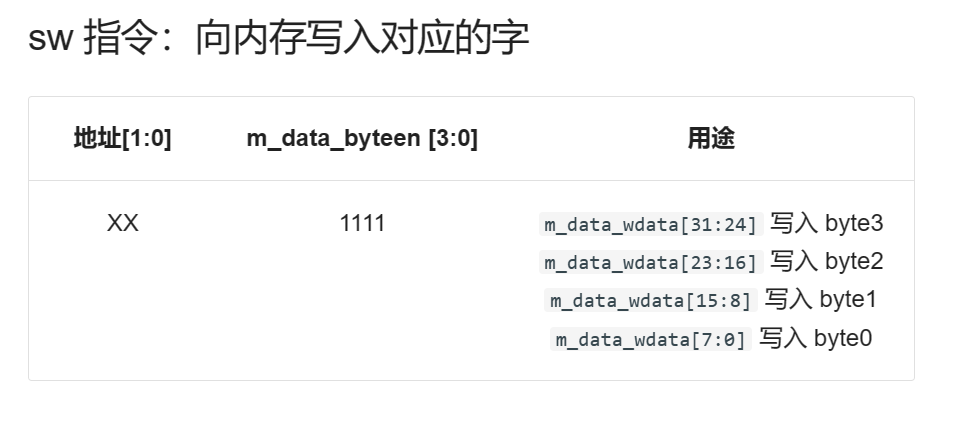 sw 指令：向内存写入对应的字
地址[1:0] m_data_byteen [3:0] 用途
XX 1111 m_data_wdata[31:24] 写入 byte3
m_data_wdata[23:16] 写入 byte2
m_data_wdata[15:8] 写入 byte1
m_data_wdata[7:0] 写入 byte0